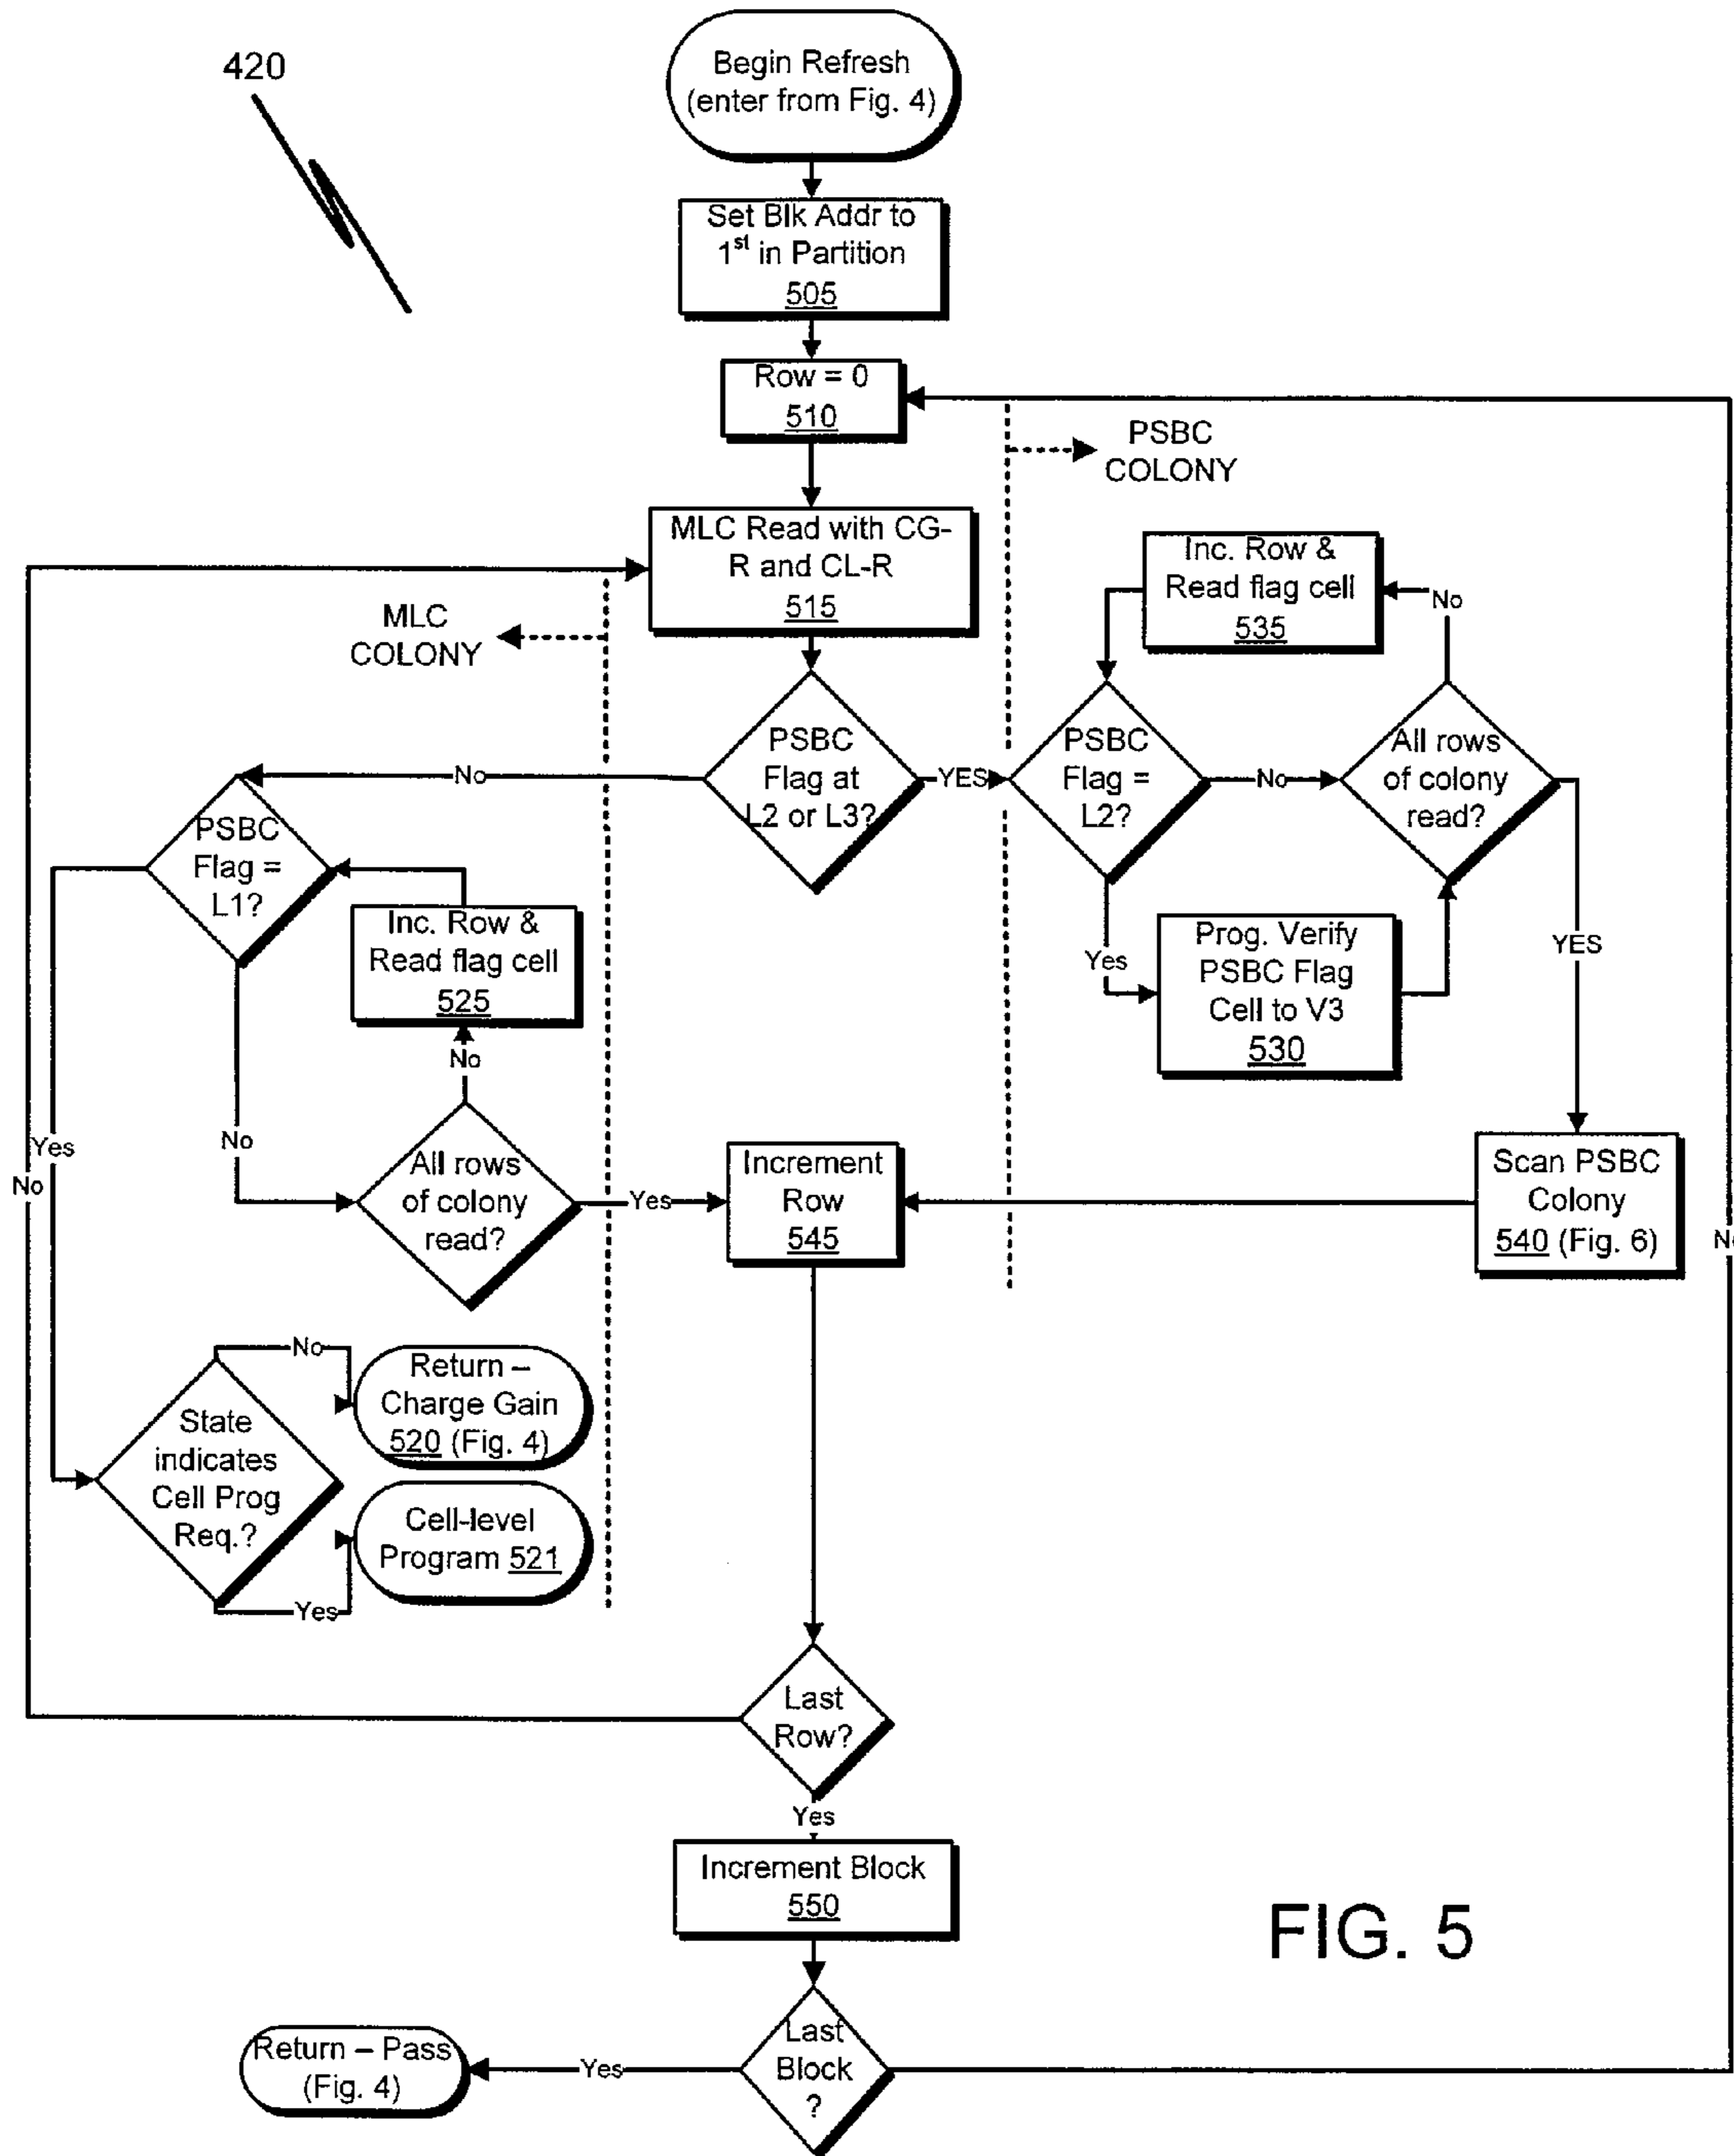 420
Begin Refresh
(enter from Fig. 4)
Set Blk Addr to
1st in Partition
505
Row = 0
510
PSBC
COLONY
MLC Read with CG-
R and CL-R
515
MLC
COLONY
Inc. Row &
Read flag cell
535
No
PSBC
Flag at
L2 or L3?
No
YES
PSBC
Flag =
L2?
No
All rows
of colony
read?
PSBC
Flag =
L1?
Inc. Row &
Read flag cell
525
Yes
Prog. Verify
PSBC Flag
Cell to V3
530
YES
No
Yes
No
No
All rows
of colony
read?
Yes
Increment
Row
545
Scan PSBC
Colony
540 (Fig. 6)
No
State
indicates
Cell Prog
Req.?
No
Return –
Charge Gain
520 (Fig. 4)
Cell-level
Program 521
Yes
Last
Row?
Yes
Increment Block
550
FIG. 5
Last
Block
?
Yes
Return – Pass
(Fig. 4)